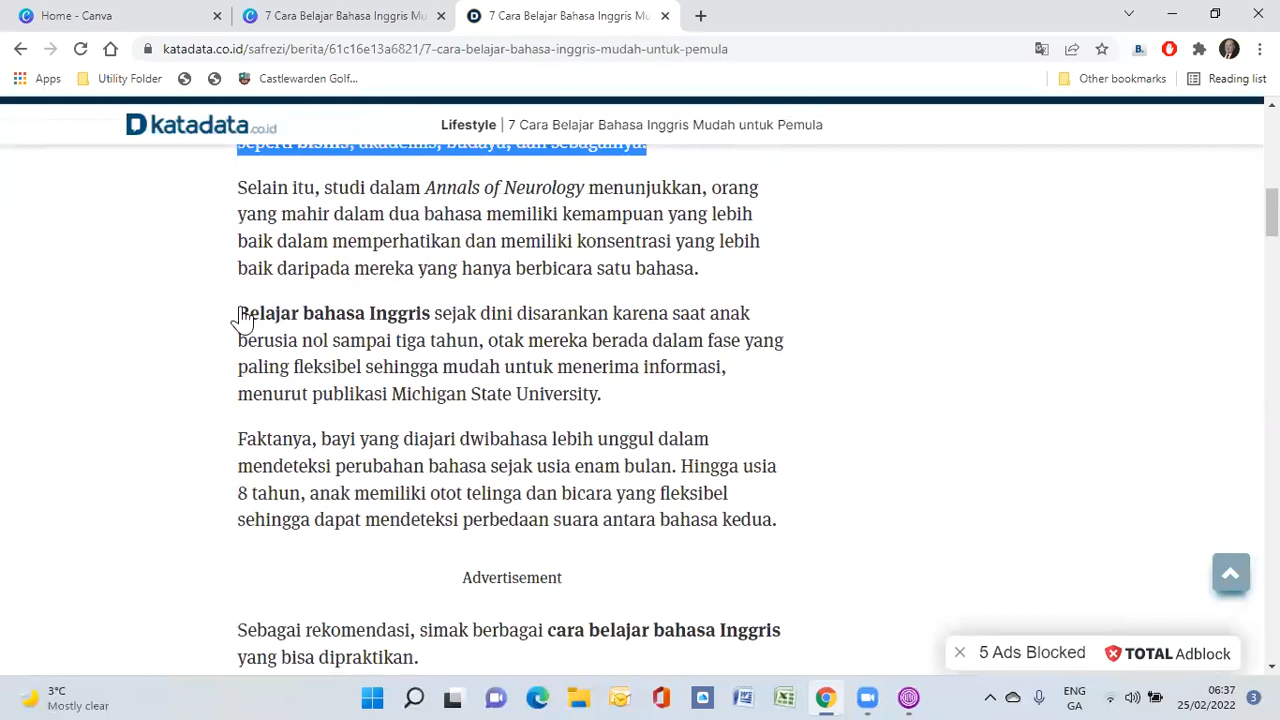 Home - Canva
7 Cara Belajar Bahasa Inggris Mu
7 Cara Belajar Bahasa Inggris Mu
katadata.co.id/safrezi/berita/61c16e13a6821/7-cara-belajar-bahasa-inggris-mudah-untuk-pemula
Apps
Utility Folder
Castlewarden Golf...
Other bookmarks
Reading list
katadata.co.id
Lifestyle | 7 Cara Belajar Bahasa Inggris Mudah untuk Pemula
seperti bisnis, akademis, budaya, dan sebagainya.
Selain itu, studi dalam Annals of Neurology menunjukkan, orang
yang mahir dalam dua bahasa memiliki kemampuan yang lebih
baik dalam memperhatikan dan memiliki konsentrasi yang lebih
baik daripada mereka yang hanya berbicara satu bahasa.
Belajar bahasa Inggris sejak dini disarankan karena saat anak
berusia nol sampai tiga tahun, otak mereka berada dalam fase yang
paling fleksibel sehingga mudah untuk menerima informasi,
menurut publikasi Michigan State University.
Faktanya, bayi yang diajari dwibahasa lebih unggul dalam
mendeteksi perubahan bahasa sejak usia enam bulan. Hingga usia
8 tahun, anak memiliki otot telinga dan bicara yang fleksibel
sehingga dapat mendeteksi perbedaan suara antara bahasa kedua.
Advertisement
Sebagai rekomendasi, simak berbagai cara belajar bahasa Inggris
yang bisa dipraktikan.
5 Ads Blocked
TOTAL Adblock
3°C
Mostly clear
ENG
GA
06:37
25/02/2022
3